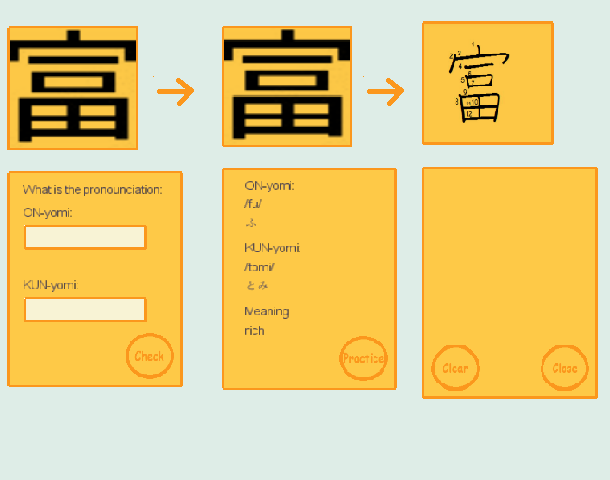 富
What is the pronounciation:
ON-yomi:
KUN-yomi:
Check
富
ON-yomi:
/fu/
ふ
KUN-yomi:
/tomi/
とみ
Meaning
rich
Practice
富
Clear
Close